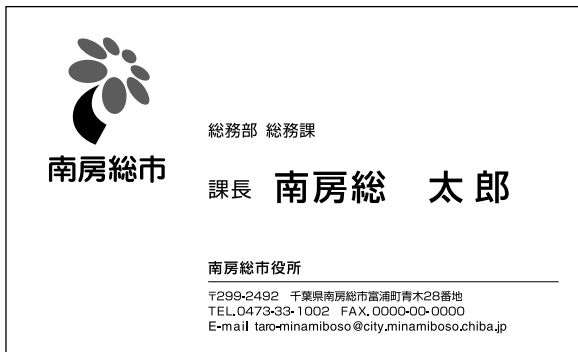 南房総市
総務部 総務課
課長 南房総　太郎
南房総市役所
〒299-2492　千葉県南房総市富浦町青木28番地
TEL.0473-33-1002　FAX.0000-00-0000
E-mail taro-minamiboso@city.minamiboso.chiba.jp